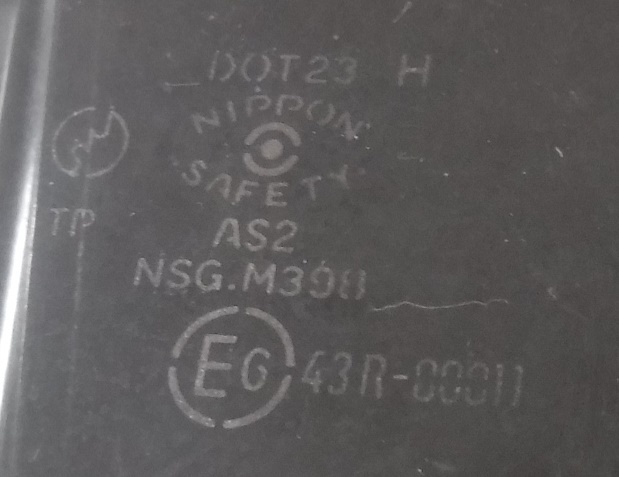 DOT23 H
NIPPON
SAFETY
TP
AS2
NSG.M398
E6 43R-00011